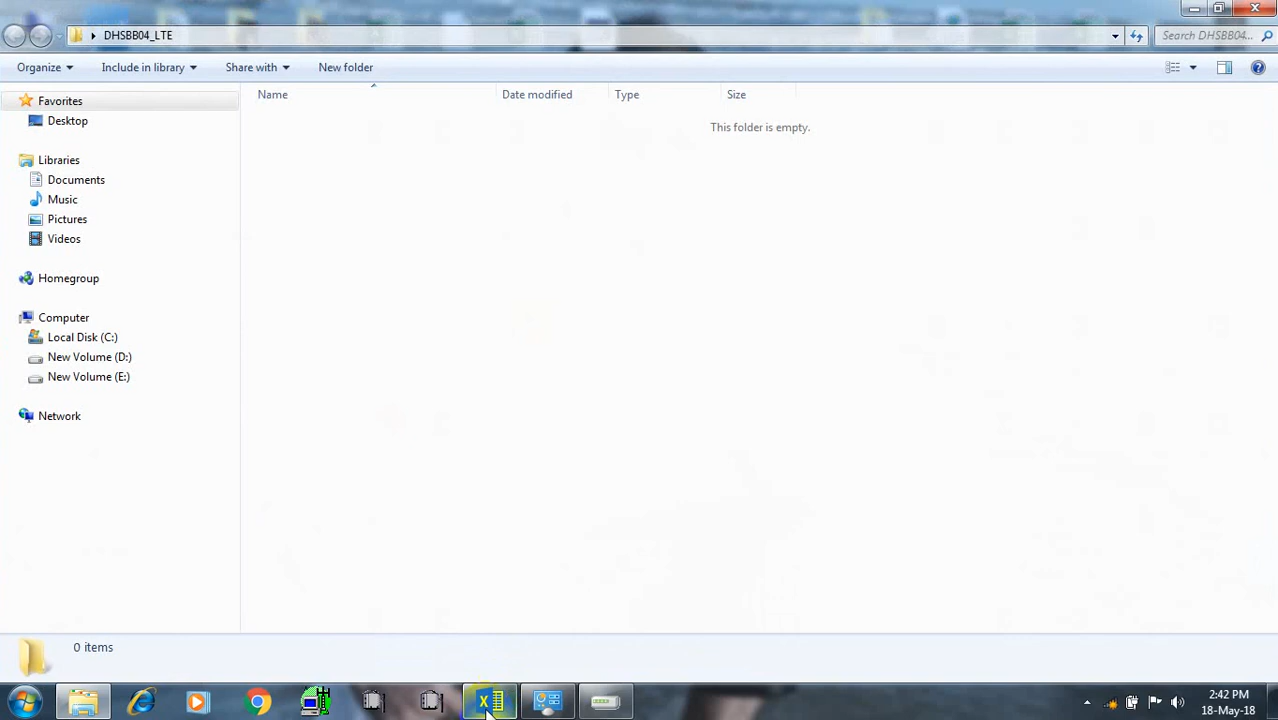 DHSBB04_LTE
Search DHSBB04...
Organize Include in library Share with New folder
Name Date modified Type Size
This folder is empty.
Favorites
Desktop
Libraries
Documents
Music
Pictures
Videos
Homegroup
Computer
Local Disk (C:)
New Volume (D:)
New Volume (E:)
Network
0 items
2:42 PM
18-May-18